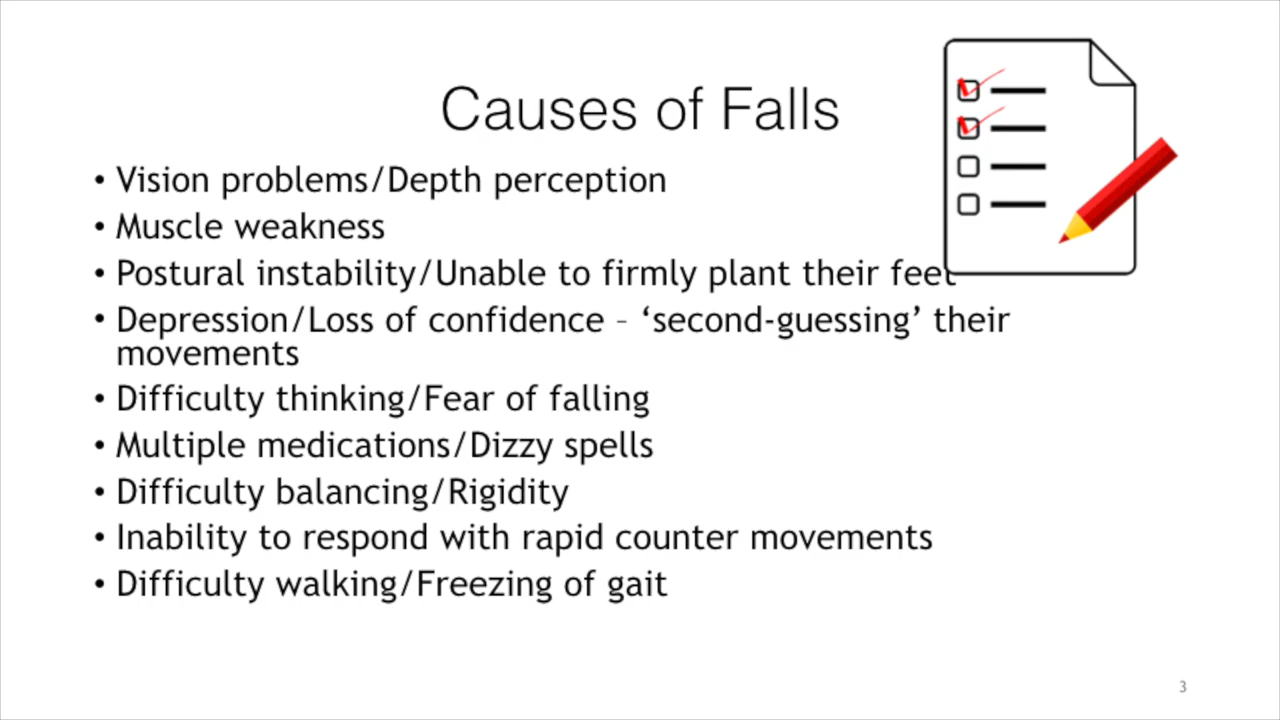 Causes of Falls
• Vision problems/Depth perception
• Muscle weakness
• Postural instability/Unable to firmly plant their feet
• Depression/Loss of confidence – ‘second-guessing’ their
movements
• Difficulty thinking/Fear of falling
• Multiple medications/Dizzy spells
• Difficulty balancing/Rigidity
• Inability to respond with rapid counter movements
• Difficulty walking/Freezing of gait
3